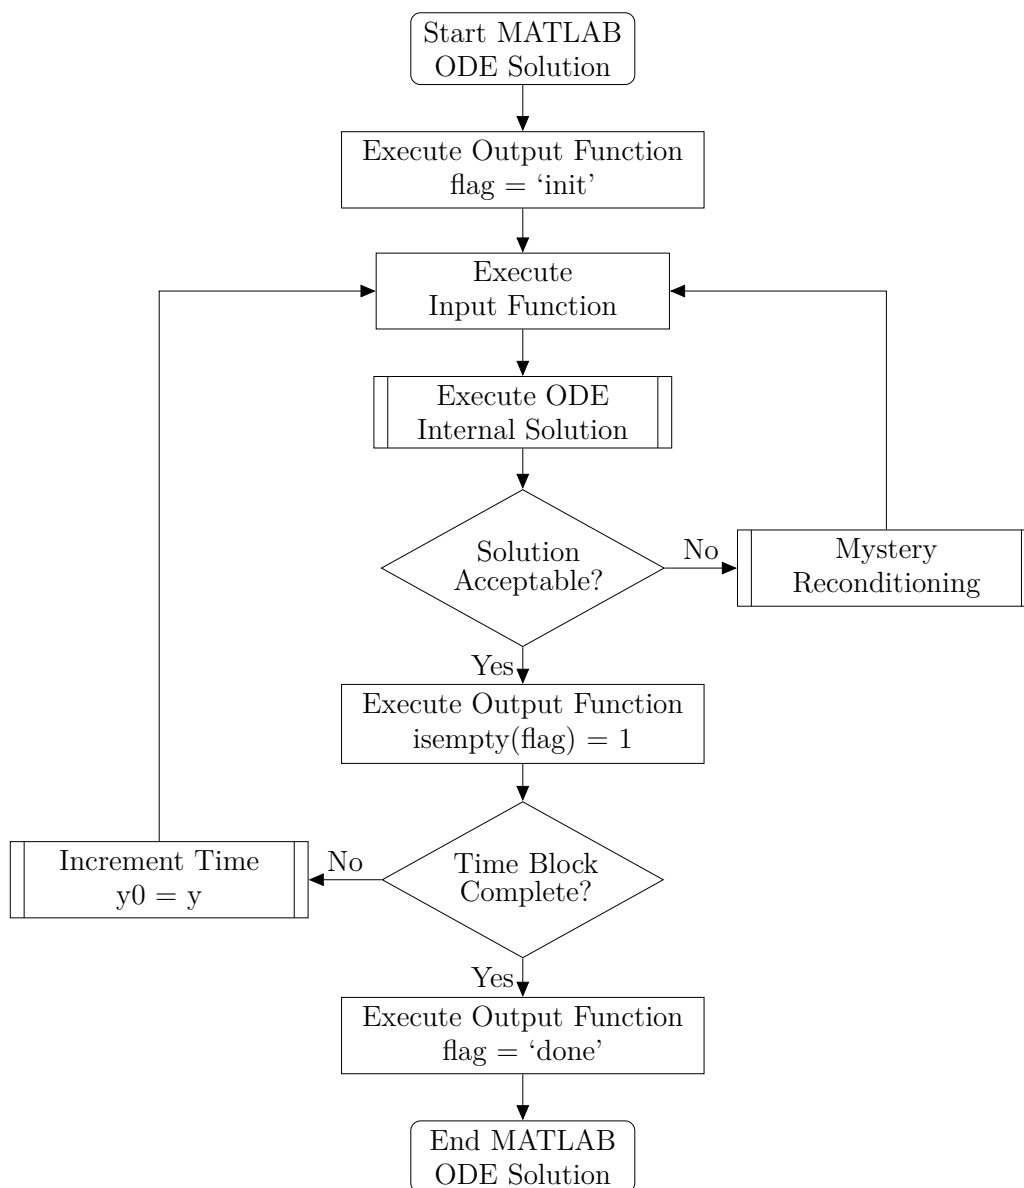 Start MATLAB
ODE Solution
Execute Output Function
flag = ‘init’
Execute
Input Function
Execute ODE
Internal Solution
Solution
Acceptable?
No
Mystery
Reconditioning
Yes
Execute Output Function
isempty(flag) = 1
Time Block
Complete?
No
Increment Time
y0 = y
Yes
Execute Output Function
flag = ‘done’
End MATLAB
ODE Solution